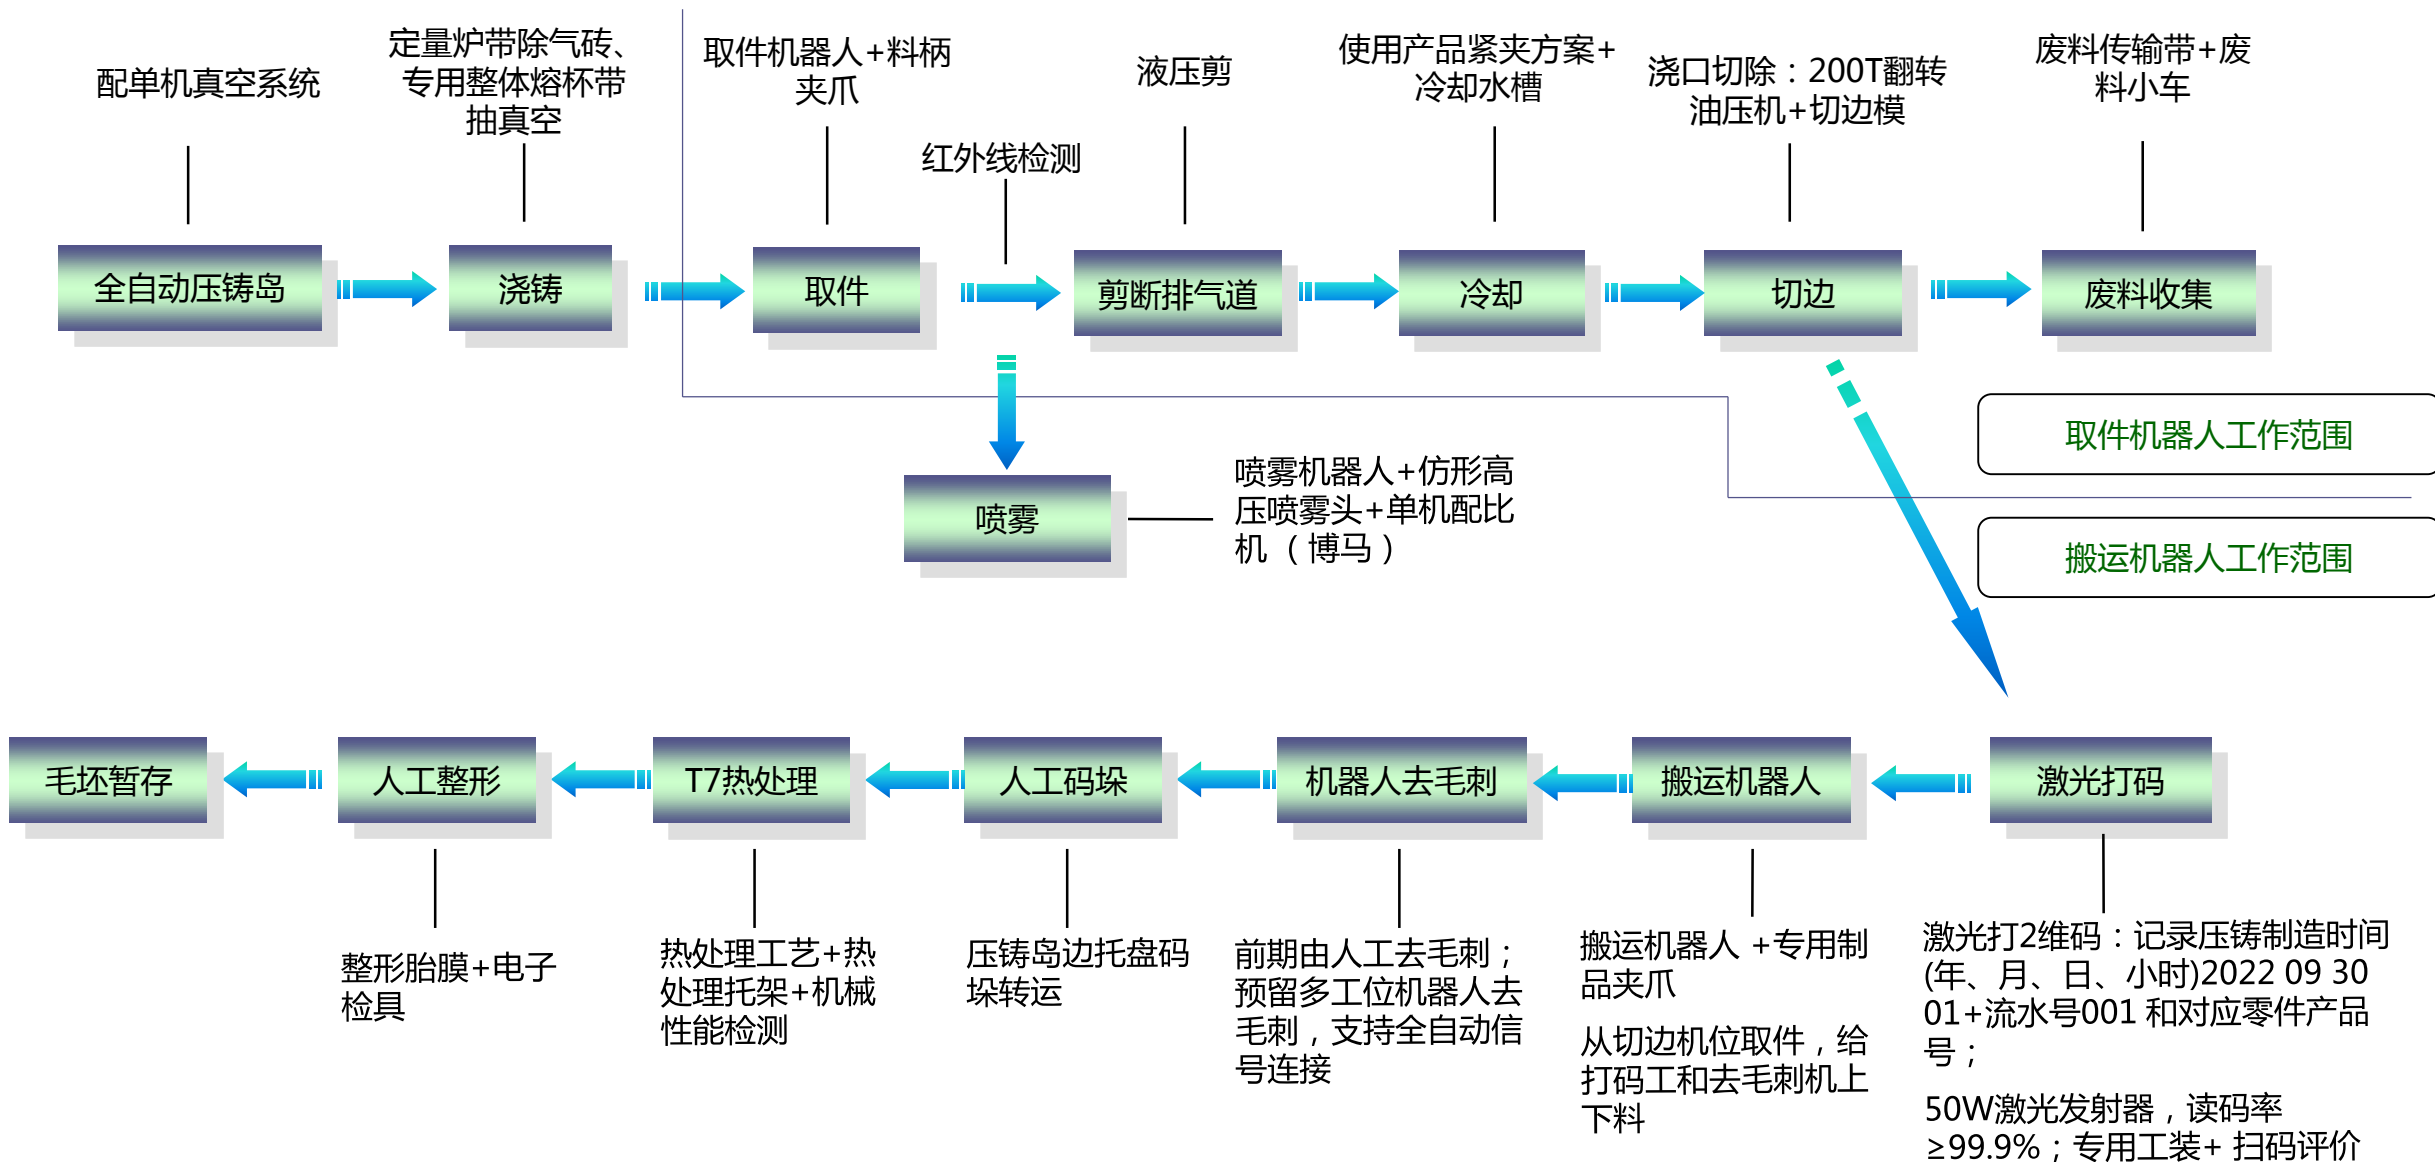 配单机真空系统
定量炉带除气砖、
专用整体熔杯带
抽真空
取件机器人+料柄
夹爪
红外线检测
液压剪
使用产品紧夹方案+
冷却水槽
浇口切除：200T翻转
油压机+切边模
废料传输带+废
料小车
全自动压铸岛
浇铸
取件
剪断排气道
冷却
切边
废料收集
取件机器人工作范围
喷雾
喷雾机器人+仿形高
压喷雾头+单机配比
机（博马）
搬运机器人工作范围
毛坯暂存
人工整形
T7热处理
人工码垛
机器人去毛刺
搬运机器人
激光打码
整形胎膜+电子
检具
热处理工艺+热
处理托架+机械
性能检测
压铸岛边托盘码
垛转运
前期由人工去毛刺；
预留多工位机器人去
毛刺，支持全自动信
号连接
搬运机器人 +专用制
品夹爪
从切边机位取件，给
打码工和去毛刺机上
下料
激光打2维码：记录压铸制造时间
(年、月、日、小时)2022 09 30
01+流水号001 和对应零件产品
号；
50W激光发射器，读码率
≥99.9%；专用工装+ 扫码评价